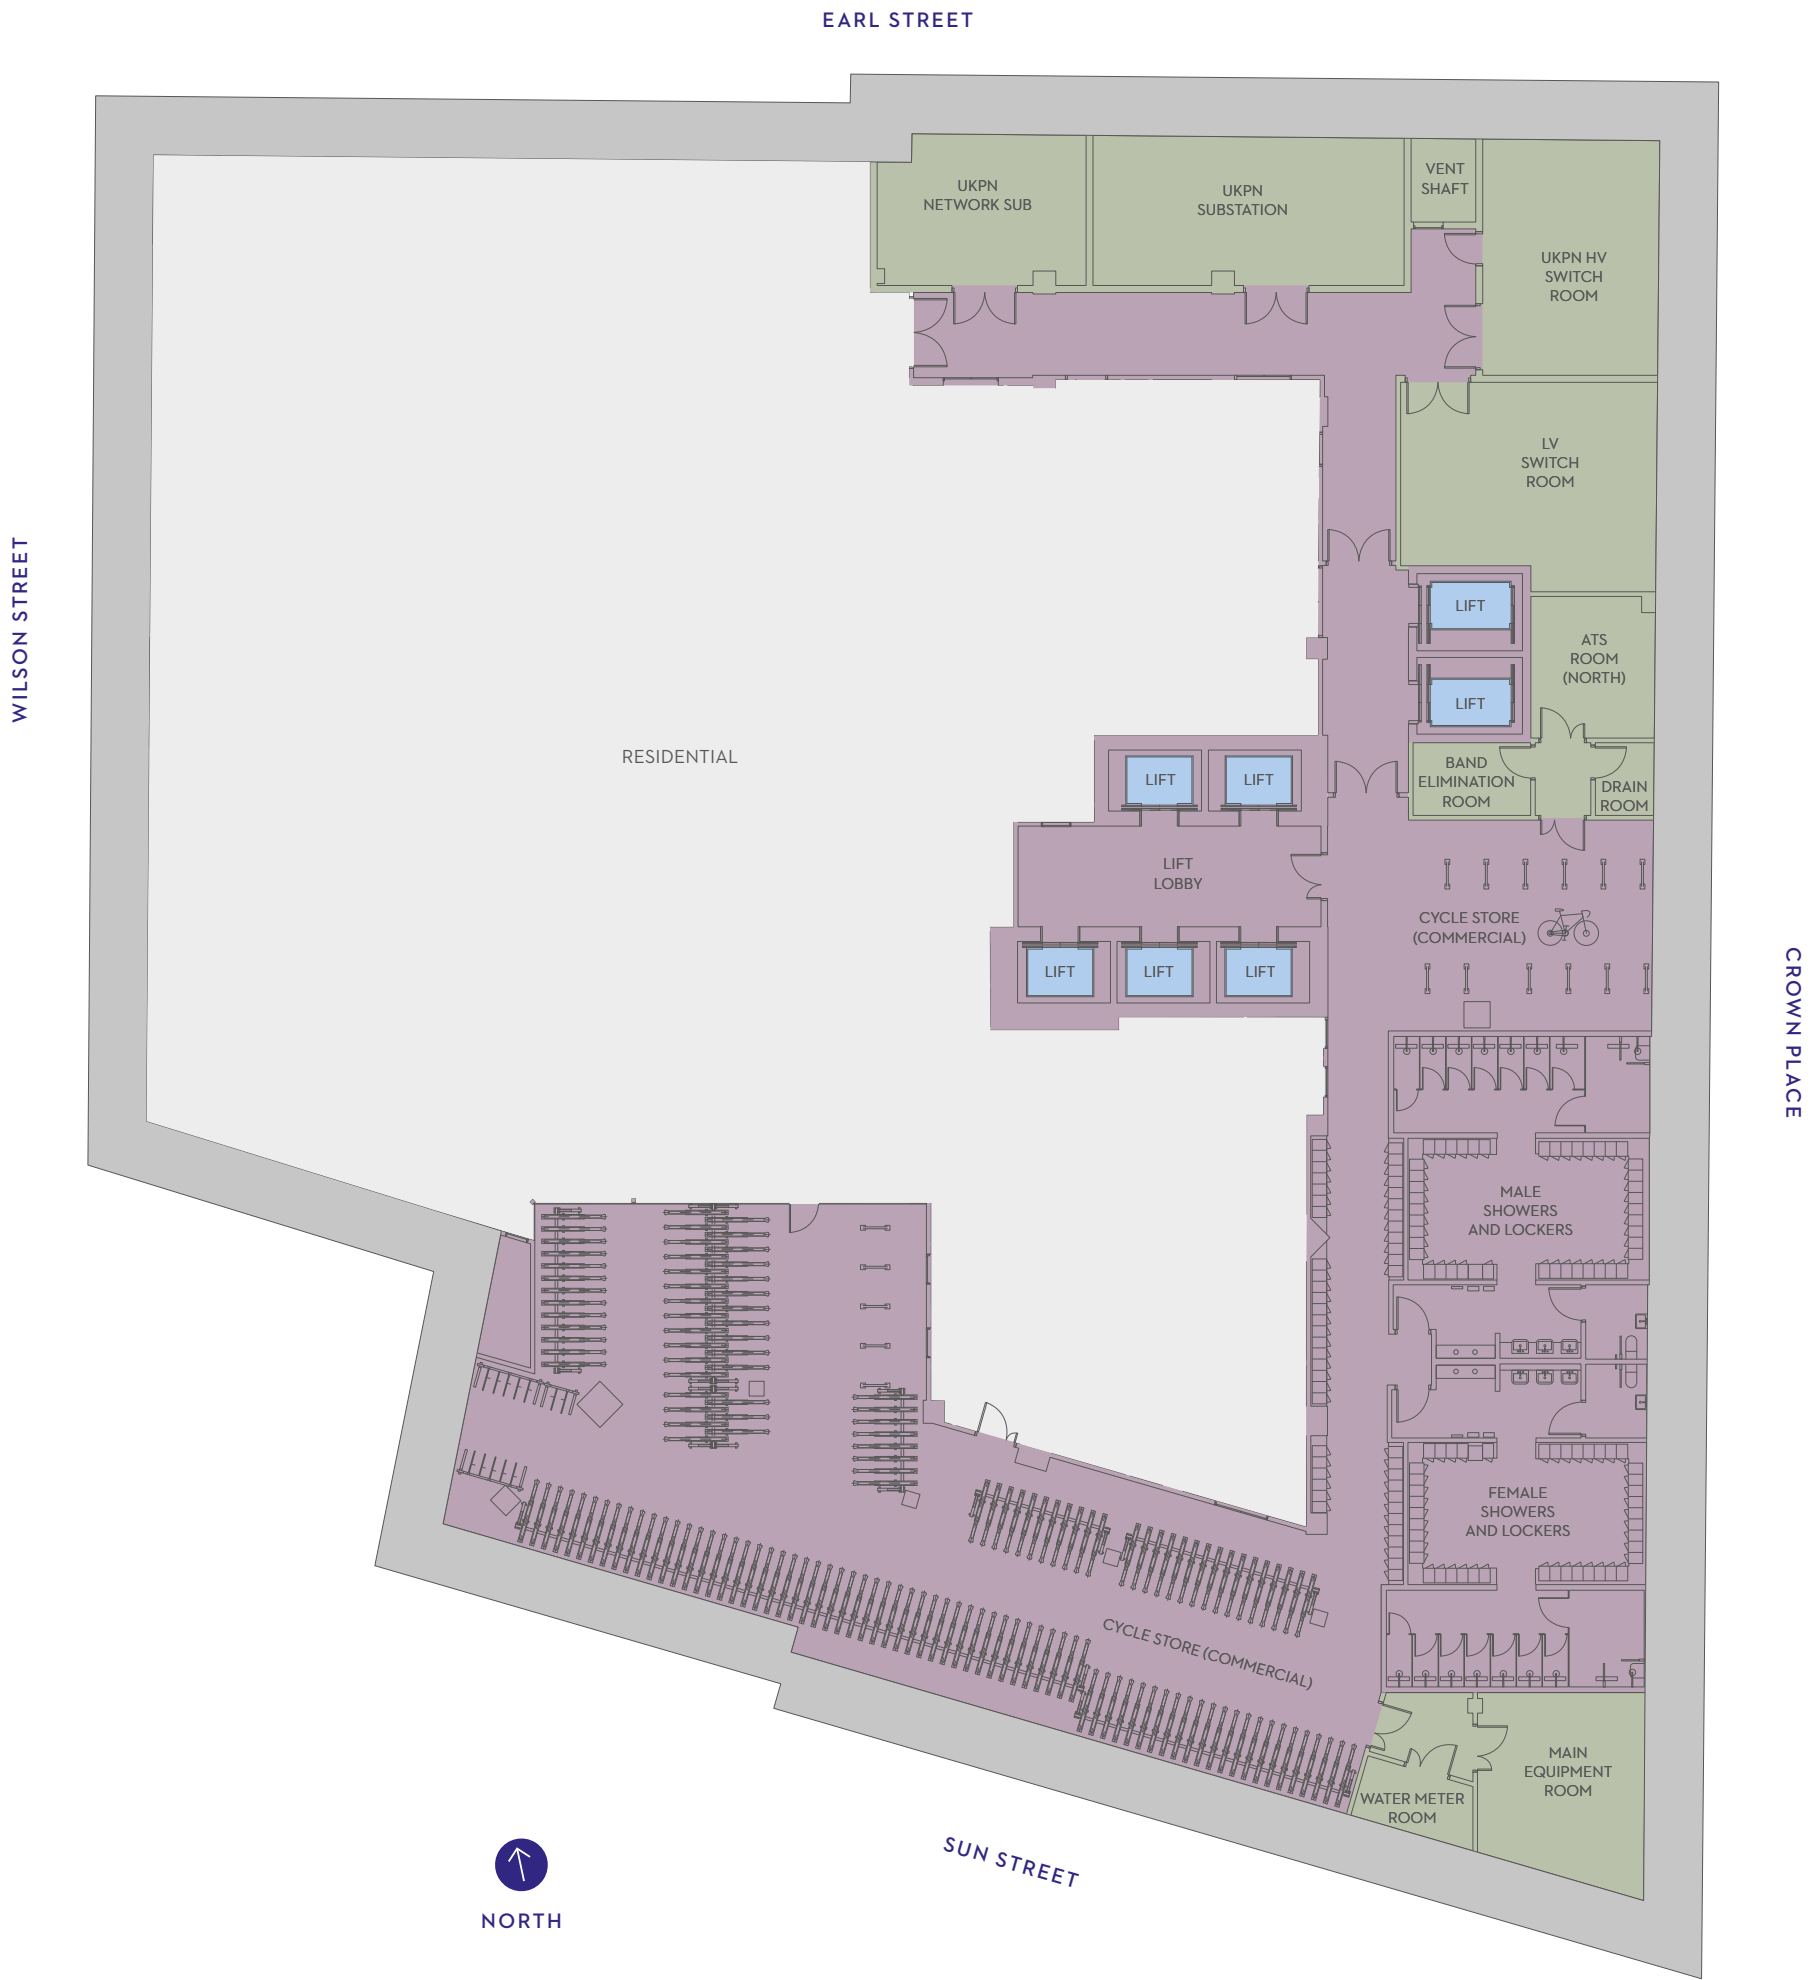 EARL STREET
UKPN
NETWORK SUB
UKPN
SUBSTATION
VENT
SHAFT
UKPN HV
SWITCH
ROOM
LV
SWITCH
ROOM
WILSON STREET
LIFT
ATS
ROOM
(NORTH)
LIFT
RESIDENTIAL
LIFT
LIFT
BAND
ELIMINATION
ROOM
DRAIN
ROOM
LIFT
LOBBY
CYCLE STORE
(COMMERCIAL)
LIFT
LIFT
LIFT
CROWN PLACE
MALE
SHOWERS
AND LOCKERS
FEMALE
SHOWERS
AND LOCKERS
CYCLE STORE (COMMERCIAL)
MAIN
EQUIPMENT
ROOM
WATER METER
ROOM
SUN STREET
NORTH